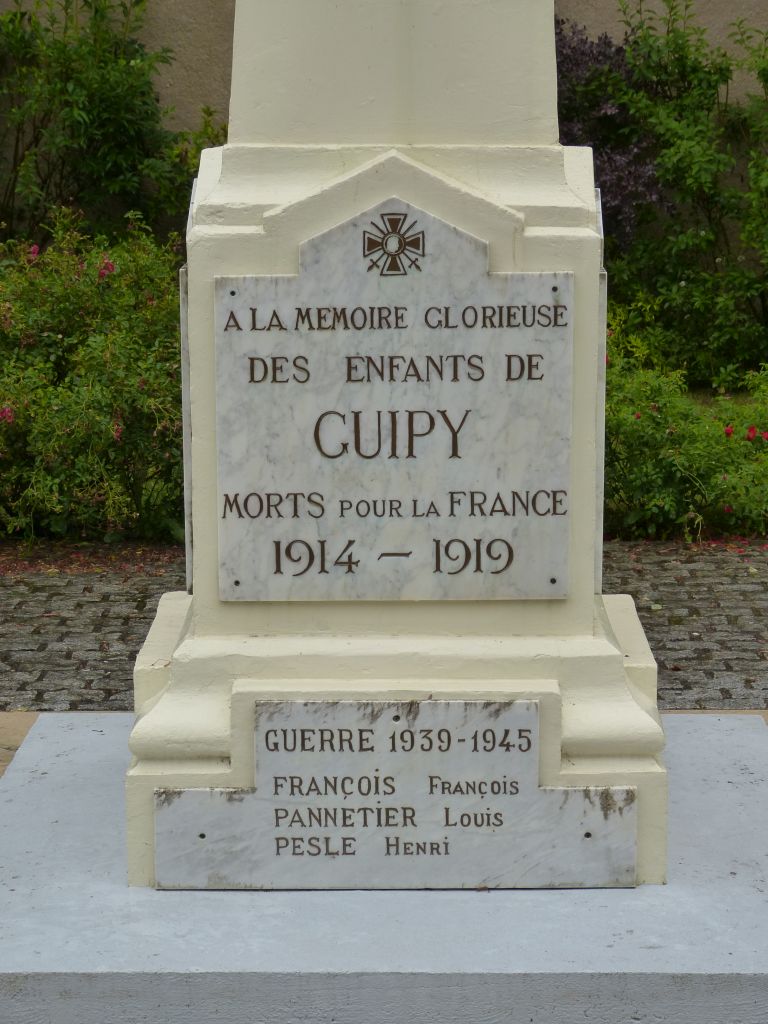 A LA MEMOIRE GLORIEUSE
DES ENFANTS DE
GUIPY
MORTS POUR LA FRANCE
1914 - 1919
GUERRE 1939-1945
FRANÇOIS FRANÇOIS
PANNETIER LOUIS
PESLE HENRI